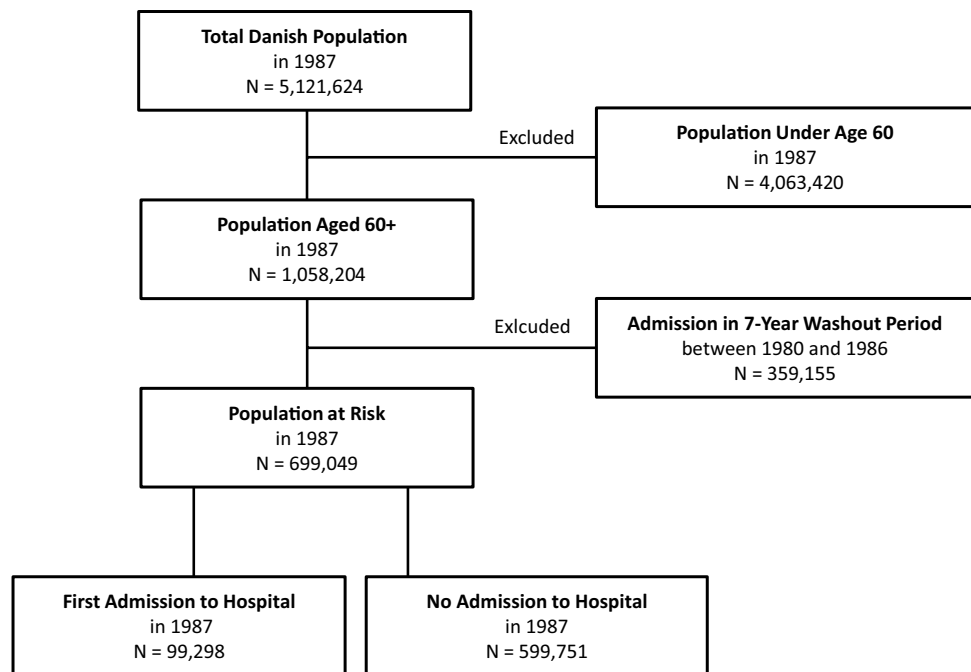 Total Danish Population
in 1987
N = 5,121,624
Excluded
Population Under Age 60
in 1987
N = 4,063,420
Population Aged 60+
in 1987
N = 1,058,204
Exlcuded
Admission in 7-Year Washout Period
between 1980 and 1986
N = 359,155
Population at Risk
in 1987
N = 699,049
First Admission to Hospital
in 1987
N = 99,298
No Admission to Hospital
in 1987
N = 599,751